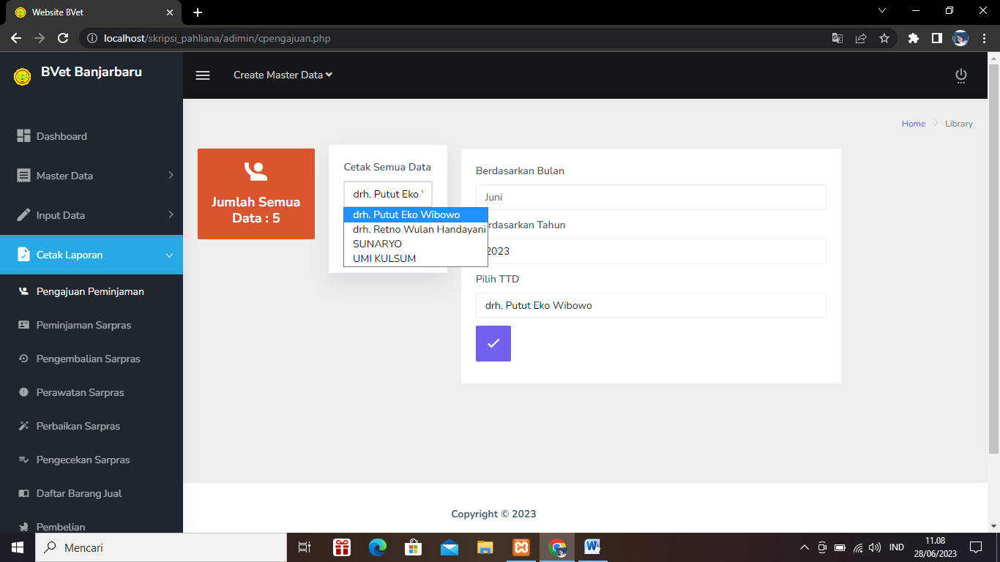 Website BVet
localhost/skripsi_pahliana/adimin/cpengajuan.php
BVet Banjarbaru
Create Master Data
Home
Library
Dashboard
Master Data
Input Data
Cetak Laporan
Pengajuan Peminjaman
Peminjaman Sarpras
Pengembalian Sarpras
Perawatan Sarpras
Perbaikan Sarpras
Pengecekan Sarpras
Daftar Barang Jual
Pembelian
Jumlah Semua
Data : 5
Cetak Semua Data
drh. Putut Eko
drh. Putut Eko Wibowo
drh. Retno Wulan Handayani
SUNARYO
UMI KULSUM
Berdasarkan Bulan
Juni
rdasarkan Tahun
2023
Pilih TTD
drh. Putut Eko Wibowo
Copyright © 2023
Mencari
IND
11.08
28/06/2023